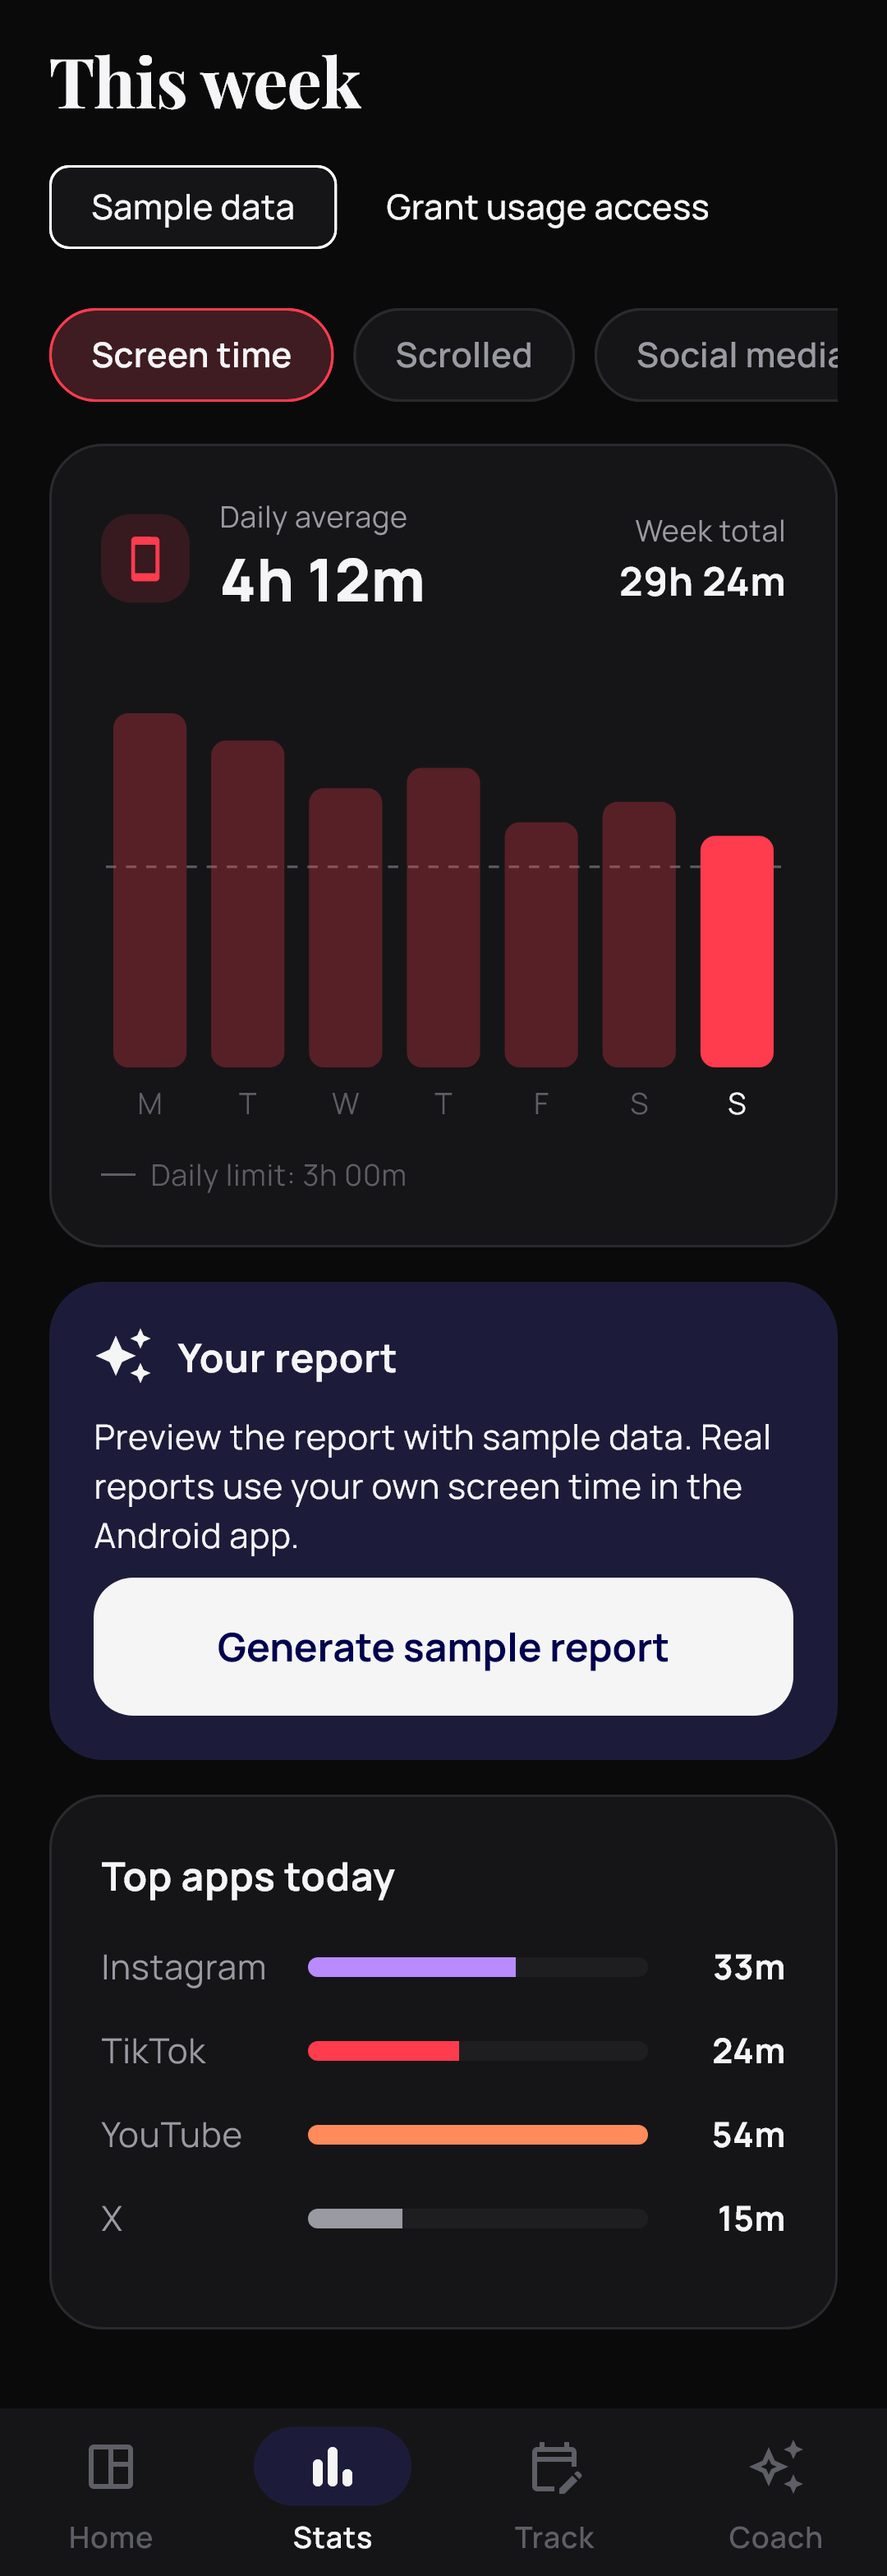 This week
Sample data
Grant usage access
Screen time
Scrolled
Social media
Daily average
4h 12m
Week total
29h 24m
M T W T F S S
Daily limit: 3h 00m
Your report
Preview the report with sample data. Real
reports use your own screen time in the
Android app.
Generate sample report
Top apps today
Instagram 33m
TikTok 24m
YouTube 54m
X 15m
Home
Stats
Track
Coach